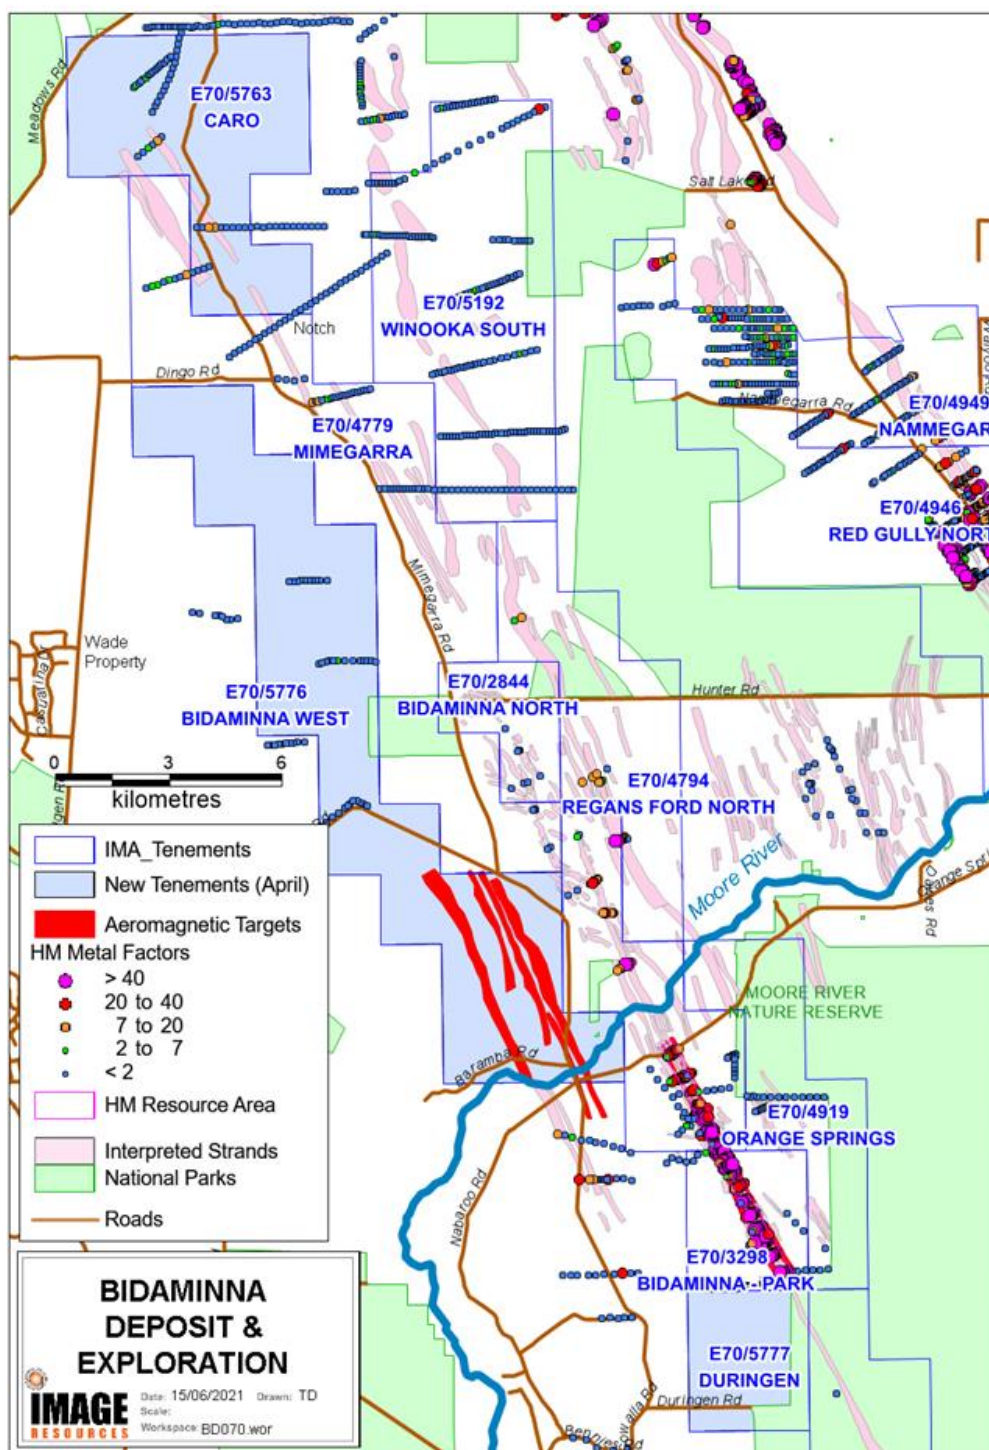 Meadows Rd
E70/5763
CARO
Salt Lake Rd
E70/5192
WINOOKA SOUTH
Notch
Dingo Rd
E70/4779
MIMEGARRA
Nammegarra Rd
E70/4949
NAMMEGAR
E70/4946
RED GULLY NORT
Mimegarra Rd
Wade
Property
Casuarina Dr
E70/5776
BIDAMINNA WEST
E70/2844
BIDAMINNA NORTH
Hunter Rd
E70/4794
REGANS FORD NORTH
0 3 6
kilometres
Moore River
Orange Spri
MOORE RIVER
NATURE RESERVE
Baramba Rd
E70/4919
ORANGE SPRINGS
Nabaroo Rd
E70/3298
BIDAMINNA - PARK
E70/5777
DURINGEN
Duringen Rd
IMA_Tenements
New Tenements (April)
Aeromagnetic Targets
HM Metal Factors
> 40
20 to 40
7 to 20
2 to 7
< 2
HM Resource Area
Interpreted Strands
National Parks
Roads
BIDAMINNA
DEPOSIT &
EXPLORATION
IMAGE
RESOURCES
Date: 15/06/2021 Drawn: TD
Scale:
Workspace: BD070.wor